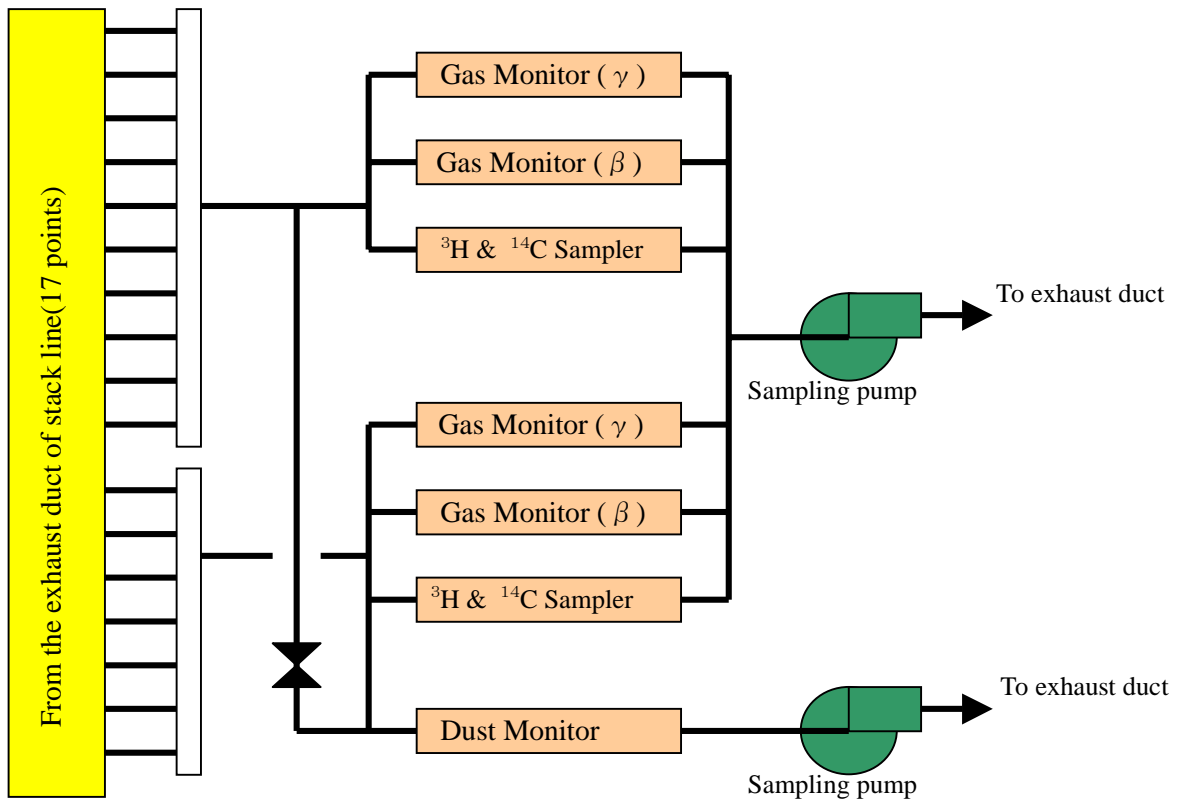 From the exhaust duct of stack line(17 points)
Gas Monitor ( γ )
Gas Monitor ( β )
³H & ¹⁴C Sampler
To exhaust duct
Sampling pump
Gas Monitor ( γ )
Gas Monitor ( β )
³H & ¹⁴C Sampler
Dust Monitor
To exhaust duct
Sampling pump